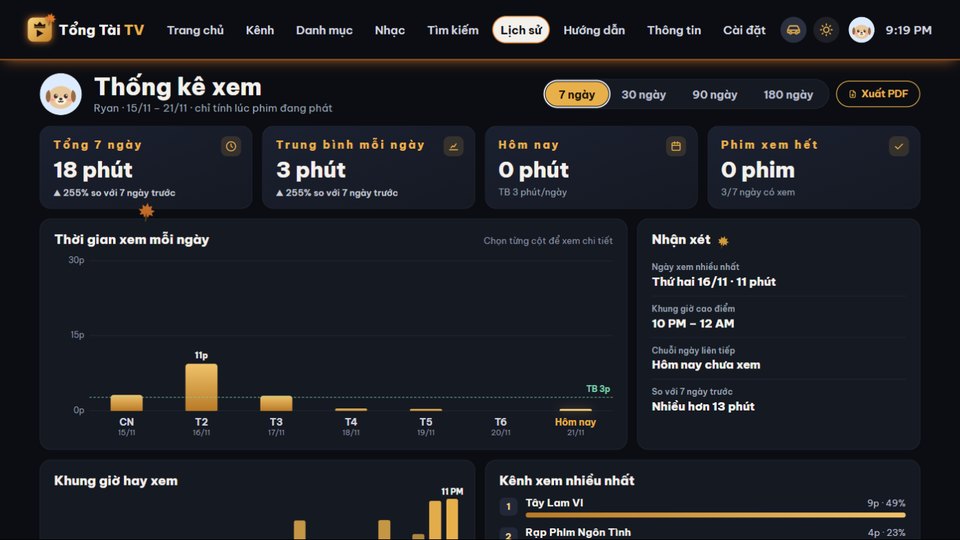 Tổng Tài TV
Trang chủ
Kênh
Danh mục
Nhạc
Tìm kiếm
Lịch sử
Hướng dẫn
Thông tin
Cài đặt
9:19 PM
Thống kê xem
Ryan · 15/11 – 21/11 · chỉ tính lúc phim đang phát
7 ngày
30 ngày
90 ngày
180 ngày
Xuất PDF
Tổng 7 ngày
18 phút
▲ 255% so với 7 ngày trước
Trung bình mỗi ngày
3 phút
▲ 255% so với 7 ngày trước
Hôm nay
0 phút
TB 3 phút/ngày
Phim xem hết
0 phim
3/7 ngày có xem
Thời gian xem mỗi ngày
Chọn từng cột để xem chi tiết
30p
15p
0p
11p
TB 3p
CN
15/11
T2
16/11
T3
17/11
T4
18/11
T5
19/11
T6
20/11
Hôm nay
21/11
Nhận xét
Ngày xem nhiều nhất
Thứ hai 16/11 · 11 phút
Khung giờ cao điểm
10 PM – 12 AM
Chuỗi ngày liên tiếp
Hôm nay chưa xem
So với 7 ngày trước
Nhiều hơn 13 phút
Khung giờ hay xem
11 PM
Kênh xem nhiều nhất
1
Tây Lam Vi
9p · 49%
2
Rạp Phim Ngôn Tình
4p · 23%